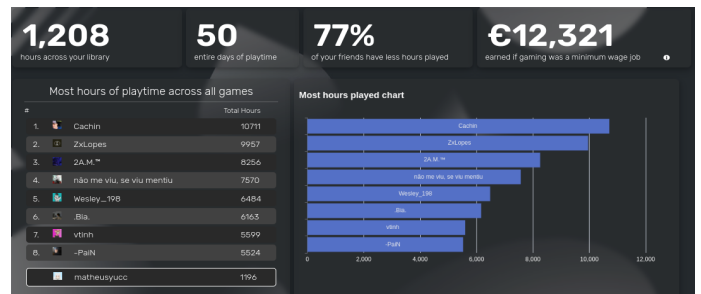 1,208
hours across your library
50
entire days of playtime
77%
of your friends have less hours played
€12,321
earned if gaming was a minimum wage job
Most hours of playtime across all games
# Total Hours
1. Cachin 10711
2. ZxLopes 9957
3. 2A.M.™ 8256
4. não me viu, se viu mentiu 7570
5. Wesley_198 6484
6. .Bia. 6163
7. vtinh 5599
8. -PaiN 5524
matheusyucc 1196
Most hours played chart
Cachin
ZxLopes
2A.M.™
não me viu, se viu mentiu
Wesley_198
.Bia.
vtinh
-PaiN
0 2,000 4,000 6,000 8,000 10,000 12,000